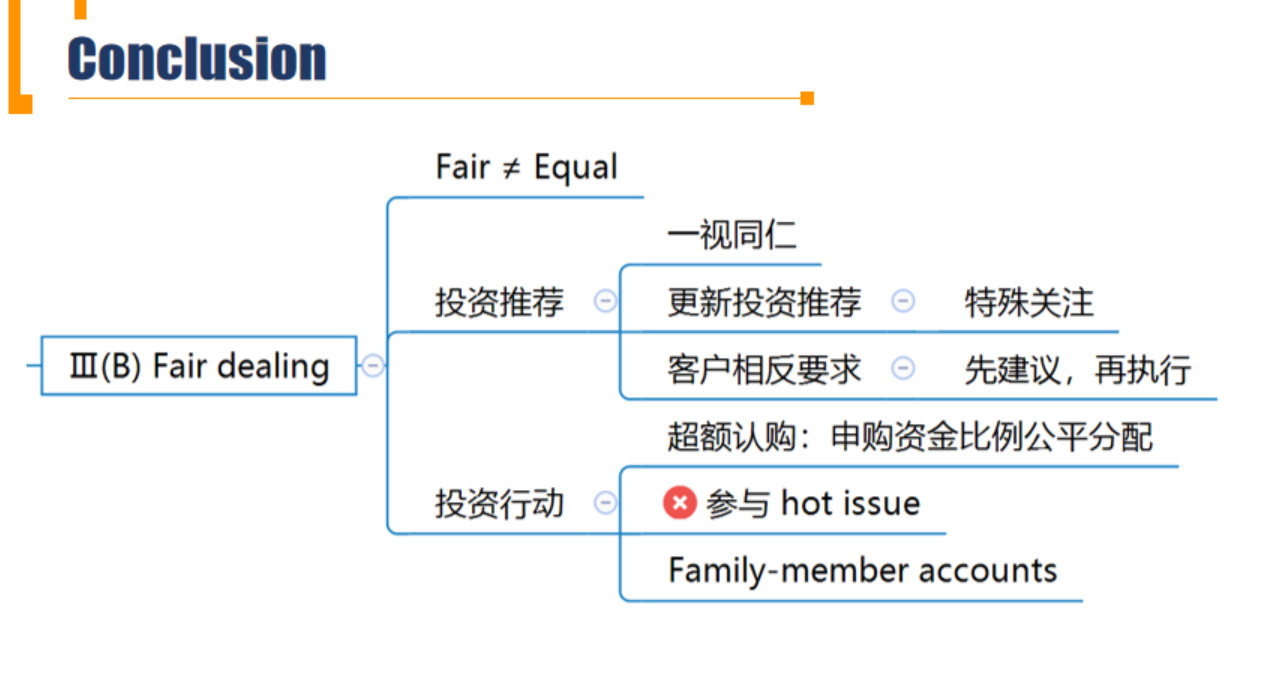 Conclusion
Fair ≠ Equal
一视同仁
投资推荐
更新投资推荐
特殊关注
Ⅲ(B) Fair dealing
客户相反要求
先建议，再执行
超额认购：申购资金比例公平分配
投资行动
参与 hot issue
Family-member accounts